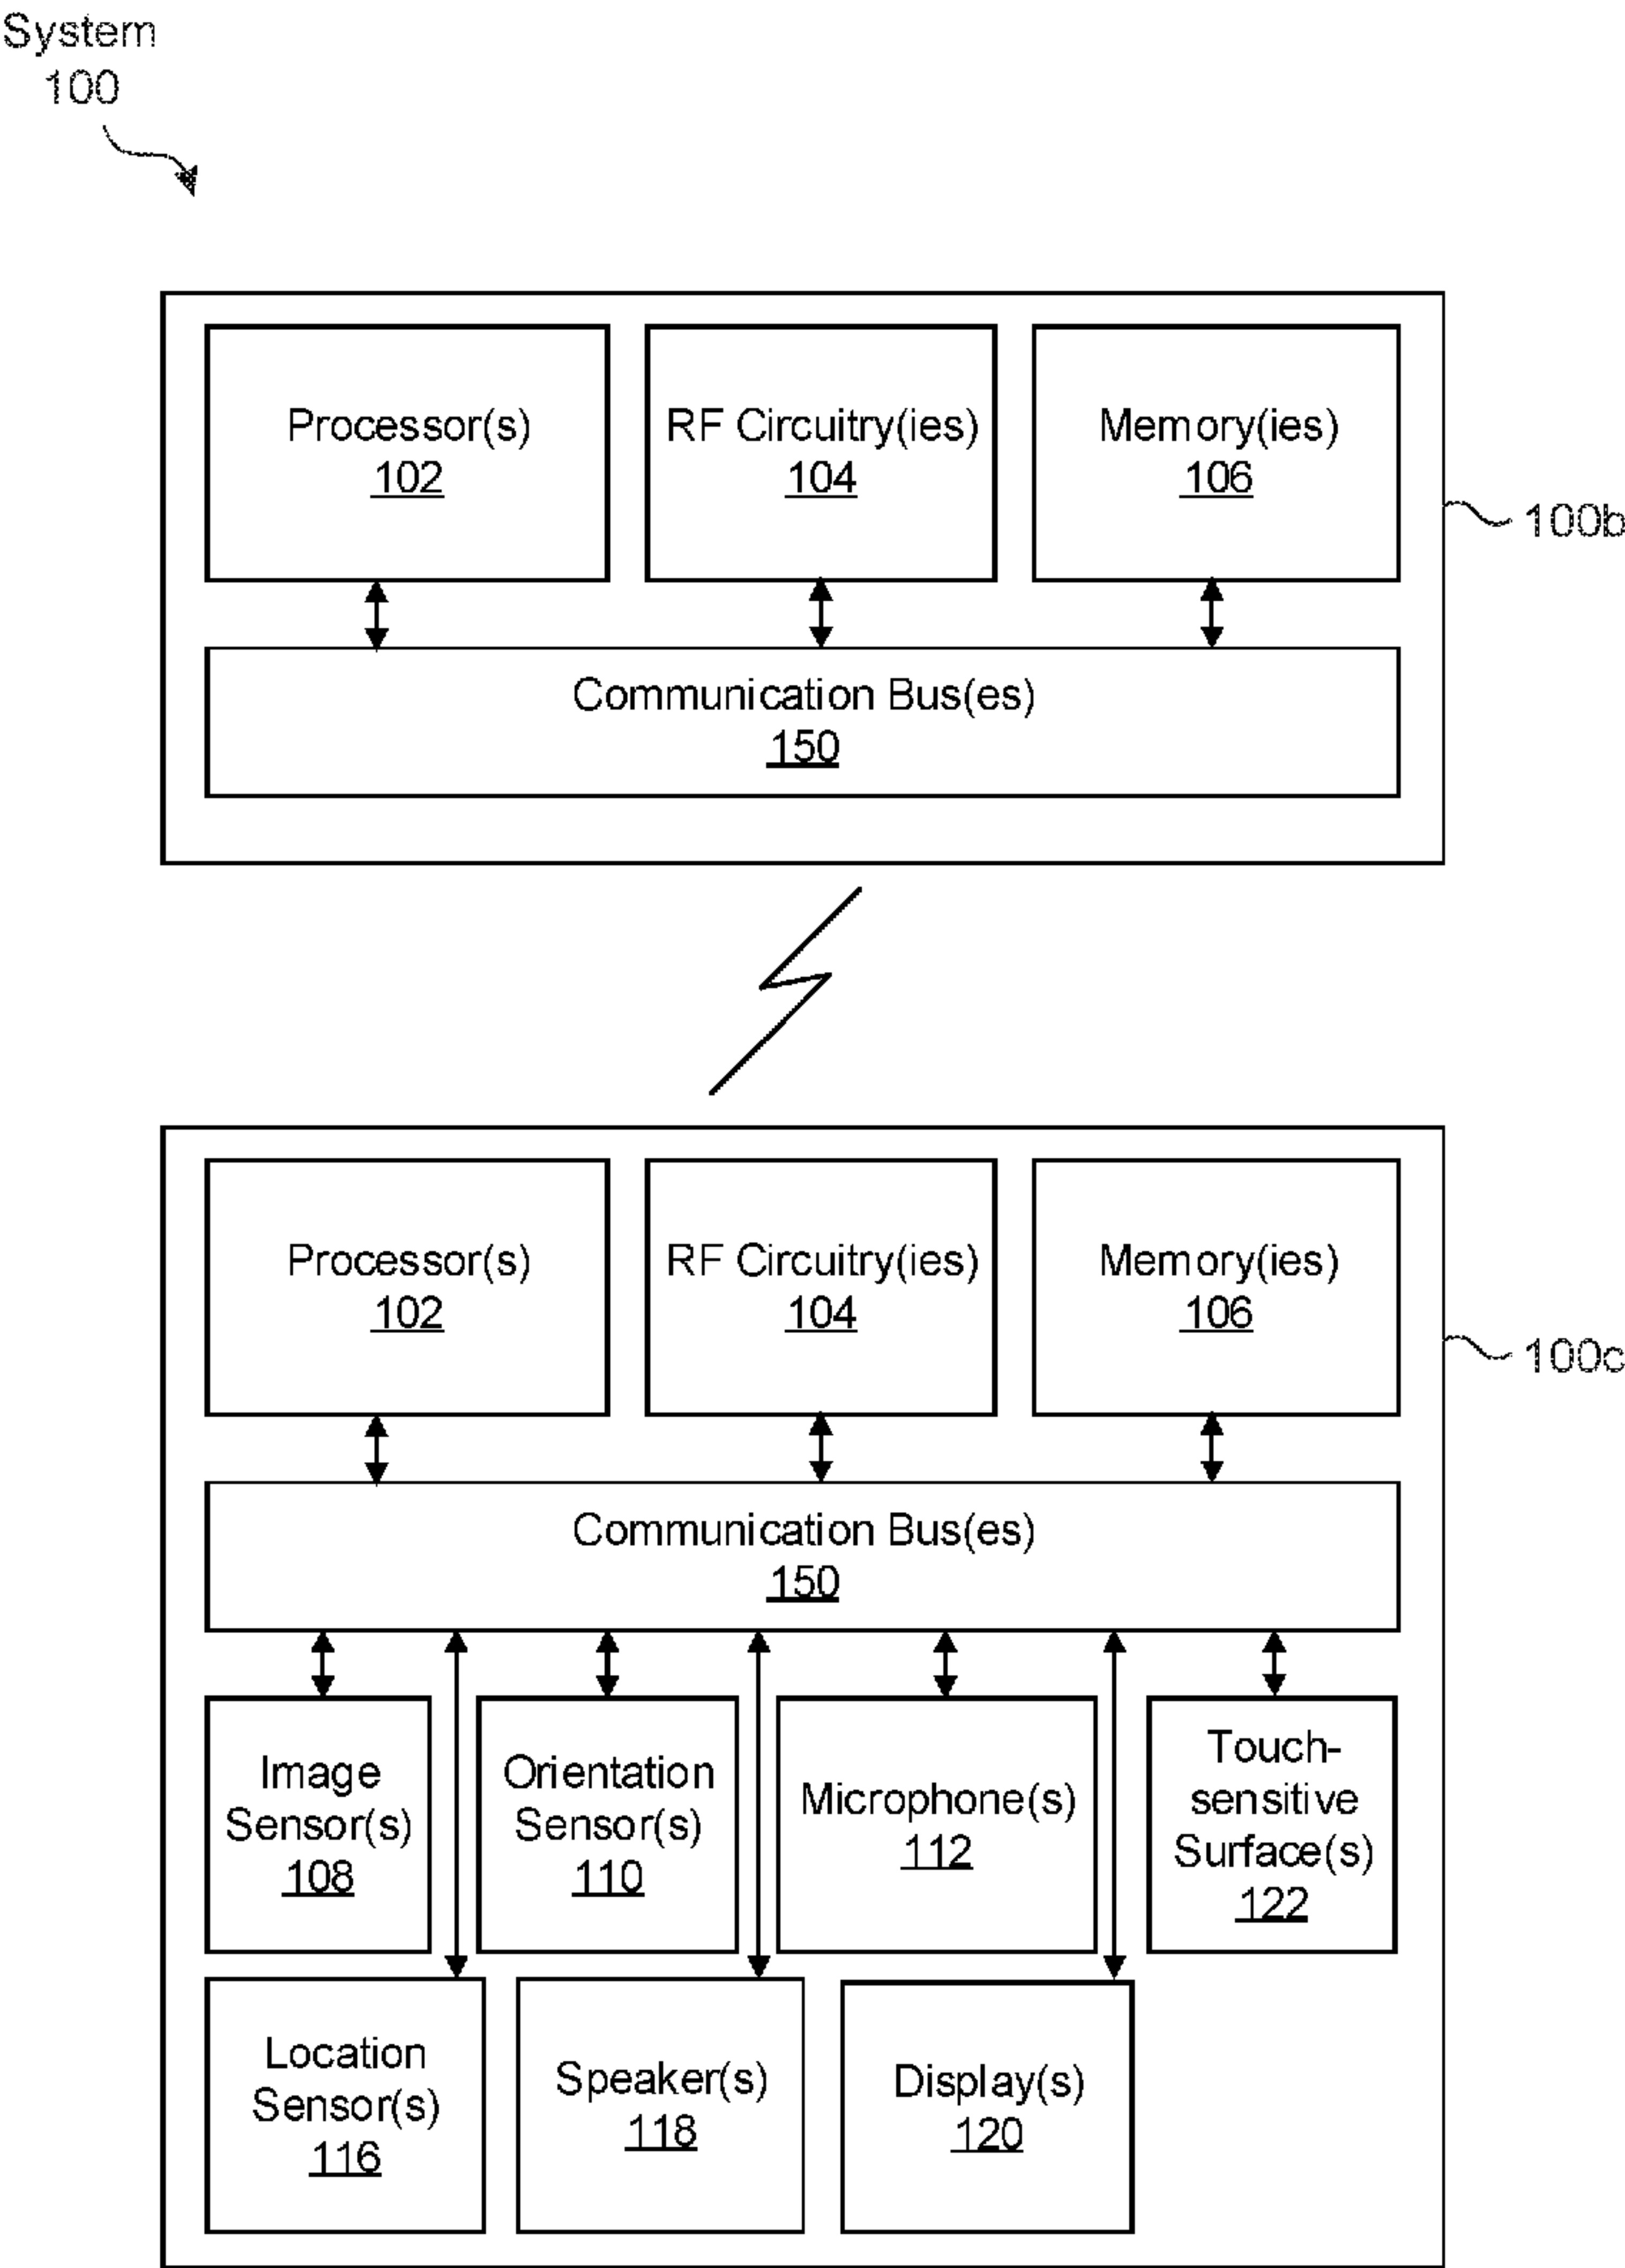 System
100
Processor(s)
102
RF Circuitry(ies)
104
Memory(ies)
106
100b
Communication Bus(es)
150
Processor(s)
102
RF Circuitry(ies)
104
Memory(ies)
106
100c
Communication Bus(es)
150
Image
Sensor(s)
108
Orientation
Sensor(s)
110
Microphone(s)
112
Touch-
sensitive
Surface(s)
122
Location
Sensor(s)
116
Speaker(s)
118
Display(s)
120